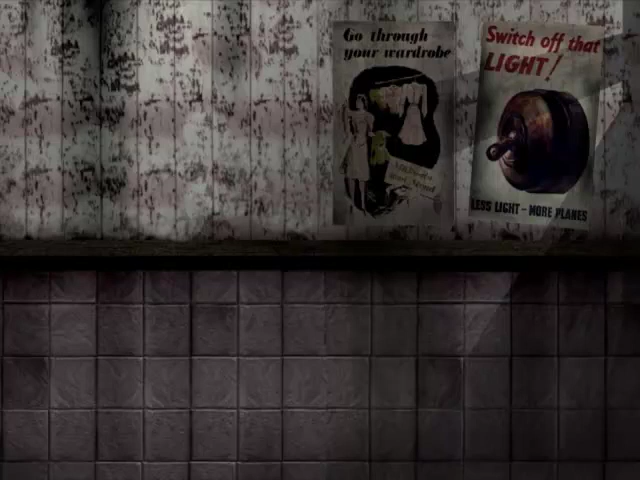 Go through
your wardrobe
Switch off that
LIGHT!
LESS LIGHT - MORE PLANES